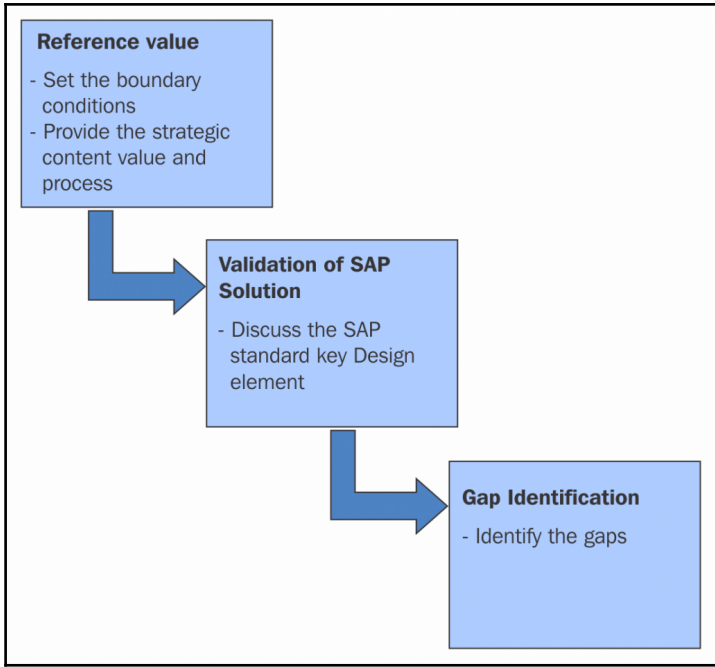 Reference value
- Set the boundary
conditions
- Provide the strategic
content value and
process
Validation of SAP
Solution
- Discuss the SAP
standard key Design
element
Gap Identification
- Identify the gaps